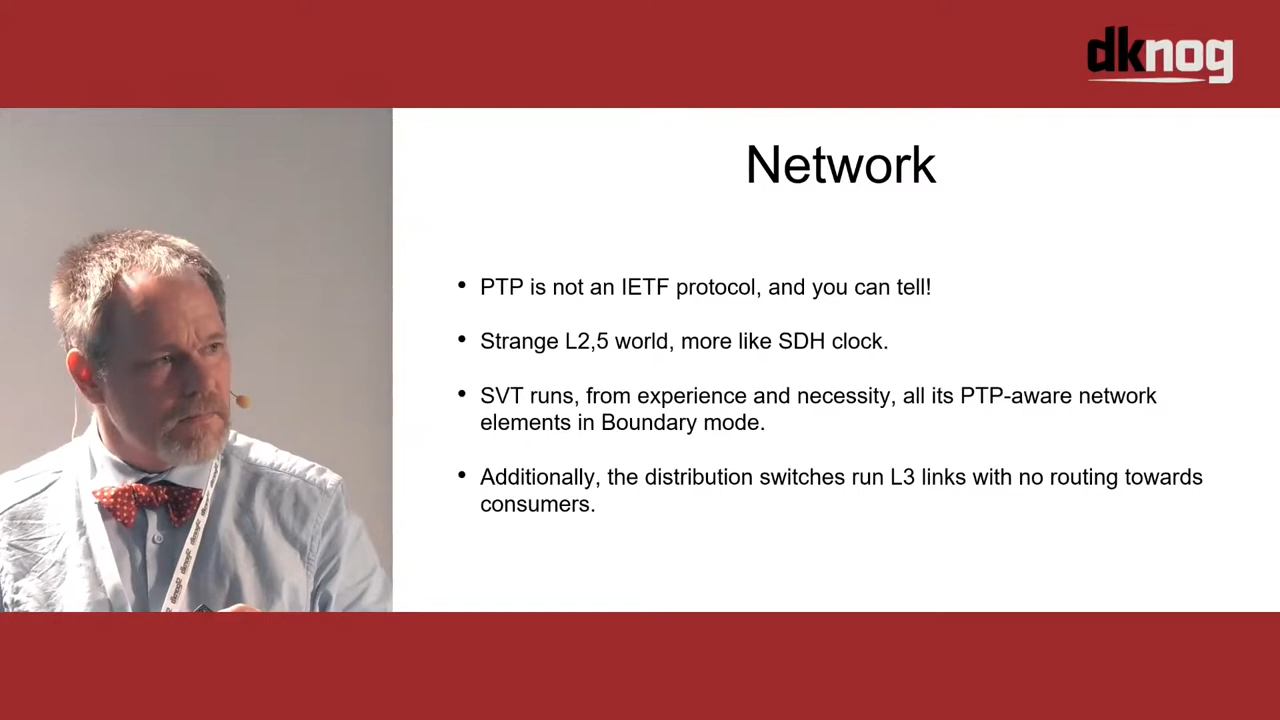 dknog
Network
PTP is not an IETF protocol, and you can tell!
Strange L2,5 world, more like SDH clock.
SVT runs, from experience and necessity, all its PTP-aware network
elements in Boundary mode.
Additionally, the distribution switches run L3 links with no routing towards
consumers.
dknog
dknog